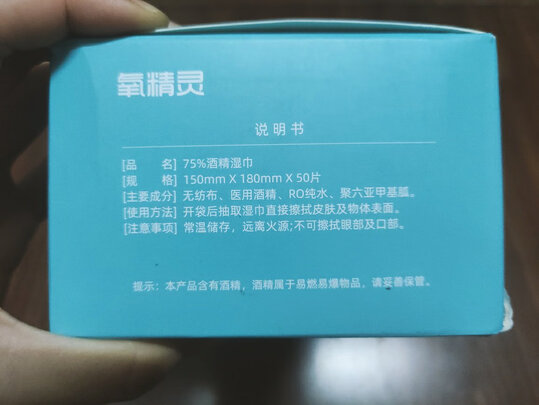 氧精灵
说明书
[品 名] 75%酒精湿巾
[规 格] 150mm X 180mm X 50片
[主要成分] 无纺布、医用酒精、RO纯水、聚六亚甲基胍。
[使用方法] 开袋后抽取湿巾直接擦拭皮肤及物体表面。
[注意事项] 常温储存，远离火源;不可擦拭眼部及口部。
提示：本产品含有酒精，酒精属于易燃易爆物品，请妥善保管。